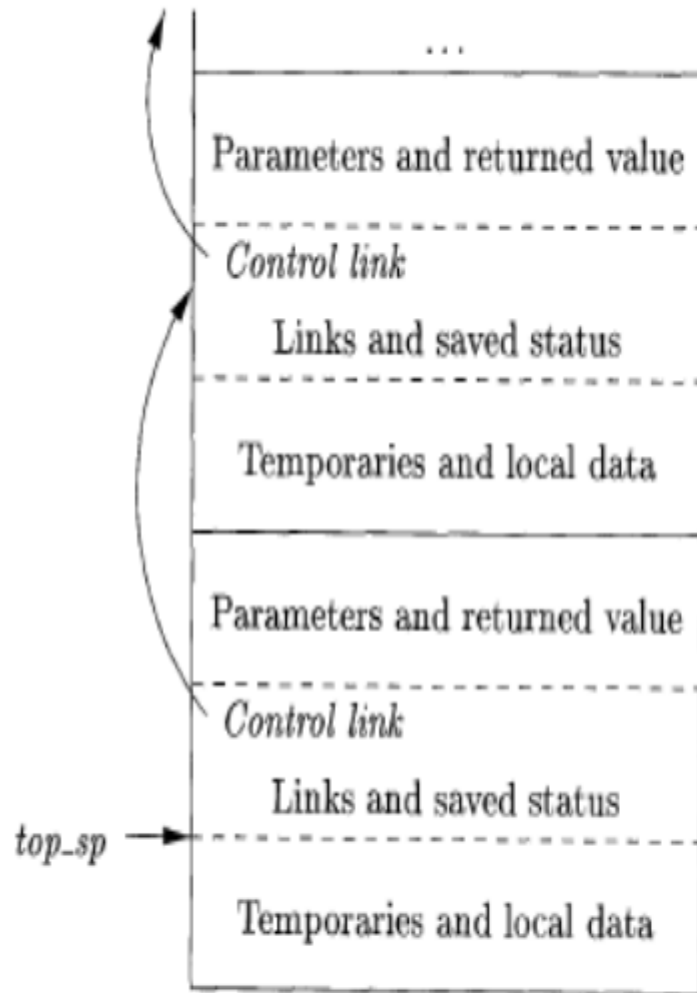 ...
Parameters and returned value
Control link
Links and saved status
Temporaries and local data
Parameters and returned value
Control link
Links and saved status
top_sp
Temporaries and local data